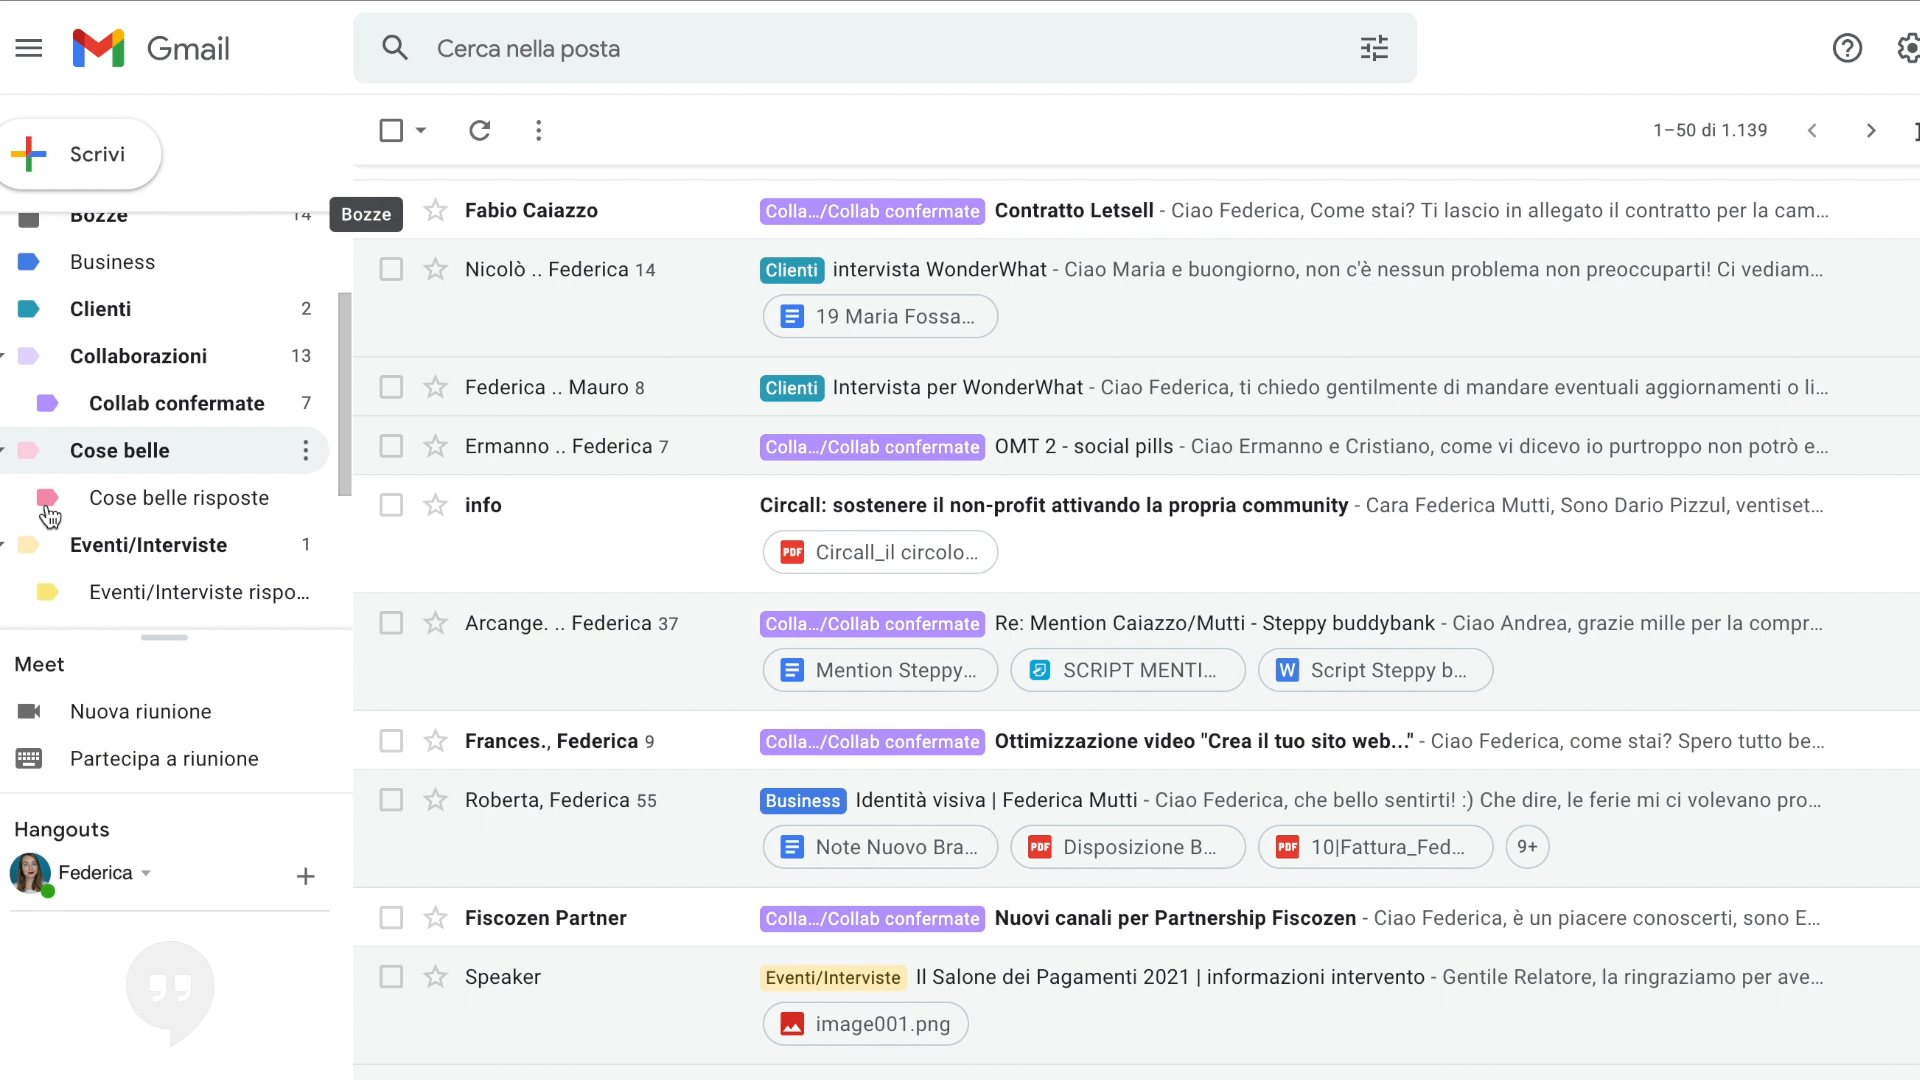 Gmail
Cerca nella posta
Scrivi
1–50 di 1.139
Bozze 14
Bozze
Business
Clienti 2
Collaborazioni 13
Collab confermate 7
Cose belle
Cose belle risposte
Eventi/Interviste 1
Eventi/Interviste rispo...
Meet
Nuova riunione
Partecipa a riunione
Hangouts
Federica
Fabio Caiazzo Colla.../Collab confermate Contratto Letsell - Ciao Federica, Come stai? Ti lascio in allegato il contratto per la cam...
Nicolò .. Federica 14 Clienti intervista WonderWhat - Ciao Maria e buongiorno, non c'è nessun problema non preoccuparti! Ci vediam...
19 Maria Fossa...
Federica .. Mauro 8 Clienti Intervista per WonderWhat - Ciao Federica, ti chiedo gentilmente di mandare eventuali aggiornamenti o li...
Ermanno .. Federica 7 Colla.../Collab confermate OMT 2 - social pills - Ciao Ermanno e Cristiano, come vi dicevo io purtroppo non potrò e...
info Circall: sostenere il non-profit attivando la propria community - Cara Federica Mutti, Sono Dario Pizzul, ventiset...
PDF Circall_il circolo...
Arcange. .. Federica 37 Colla.../Collab confermate Re: Mention Caiazzo/Mutti - Steppy buddybank - Ciao Andrea, grazie mille per la compr...
Mention Steppy... SCRIPT MENTI... W Script Steppy b...
Frances., Federica 9 Colla.../Collab confermate Ottimizzazione video "Crea il tuo sito web..." - Ciao Federica, come stai? Spero tutto be...
Roberta, Federica 55 Business Identità visiva | Federica Mutti - Ciao Federica, che bello sentirti! :) Che dire, le ferie mi ci volevano pro...
Note Nuovo Bra... PDF Disposizione B... PDF 10|Fattura_Fed... 9+
Fiscozen Partner Colla.../Collab confermate Nuovi canali per Partnership Fiscozen - Ciao Federica, è un piacere conoscerti, sono E...
Speaker Eventi/Interviste Il Salone dei Pagamenti 2021 | informazioni intervento - Gentile Relatore, la ringraziamo per ave...
image001.png